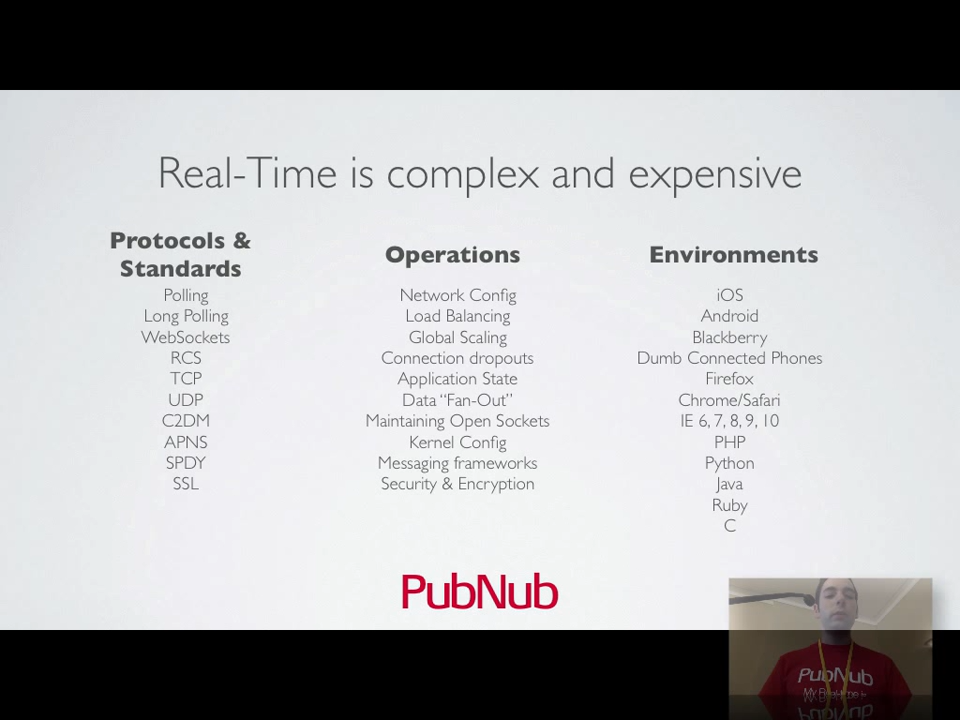 Real-Time is complex and expensive
Protocols &
Standards
Polling
Long Polling
WebSockets
RCS
TCP
UDP
C2DM
APNS
SPDY
SSL
Operations
Network Config
Load Balancing
Global Scaling
Connection dropouts
Application State
Data “Fan-Out”
Maintaining Open Sockets
Kernel Config
Messaging frameworks
Security & Encryption
Environments
iOS
Android
Blackberry
Dumb Connected Phones
Firefox
Chrome/Safari
IE 6, 7, 8, 9, 10
PHP
Python
Java
Ruby
C
PubNub
PubNub